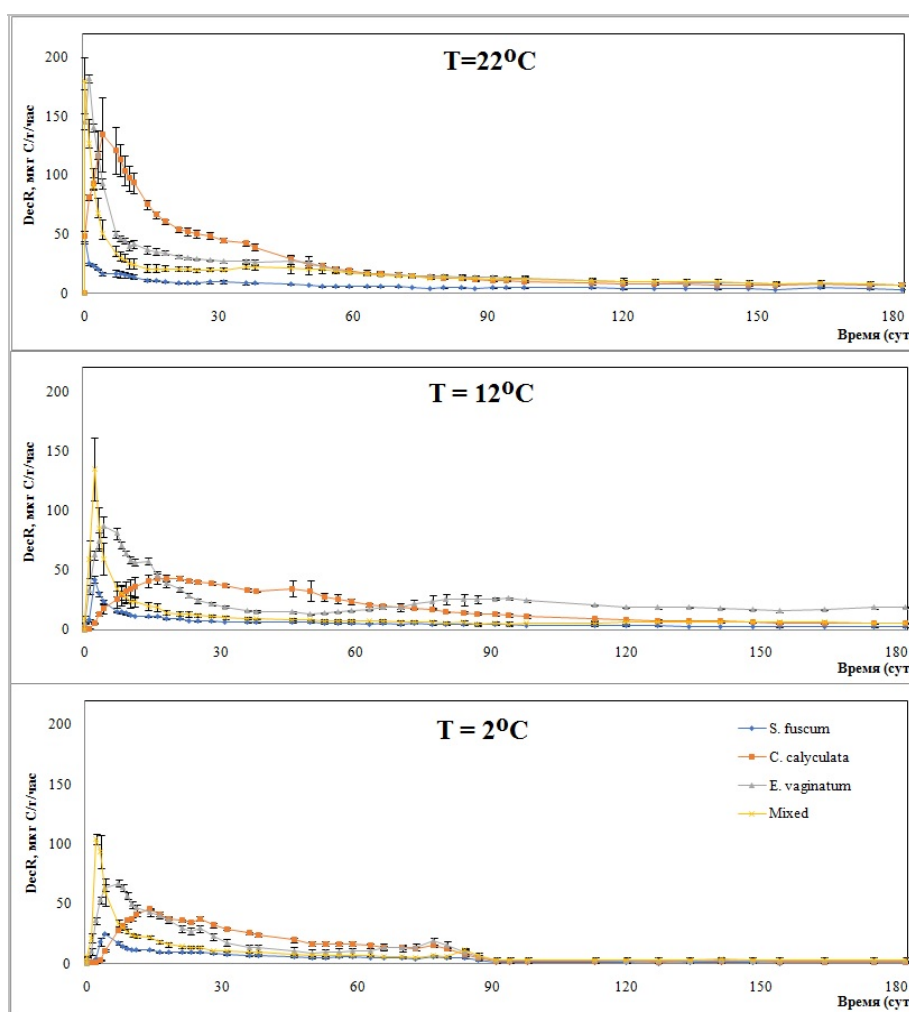 T=22⁰C
DecR, мкг С/г/час
200
150
100
50
0
0 30 60 90 120 150 180
Время (сут
T = 12⁰C
DecR, мкг С/г/час
200
150
100
50
0
0 30 60 90 120 150 180
Время (сут
T = 2⁰C
DecR, мкг С/г/час
200
150
100
50
0
S. fuscum
C. calyculata
E. vaginatum
Mixed
0 30 60 90 120 150 180
Время (сут